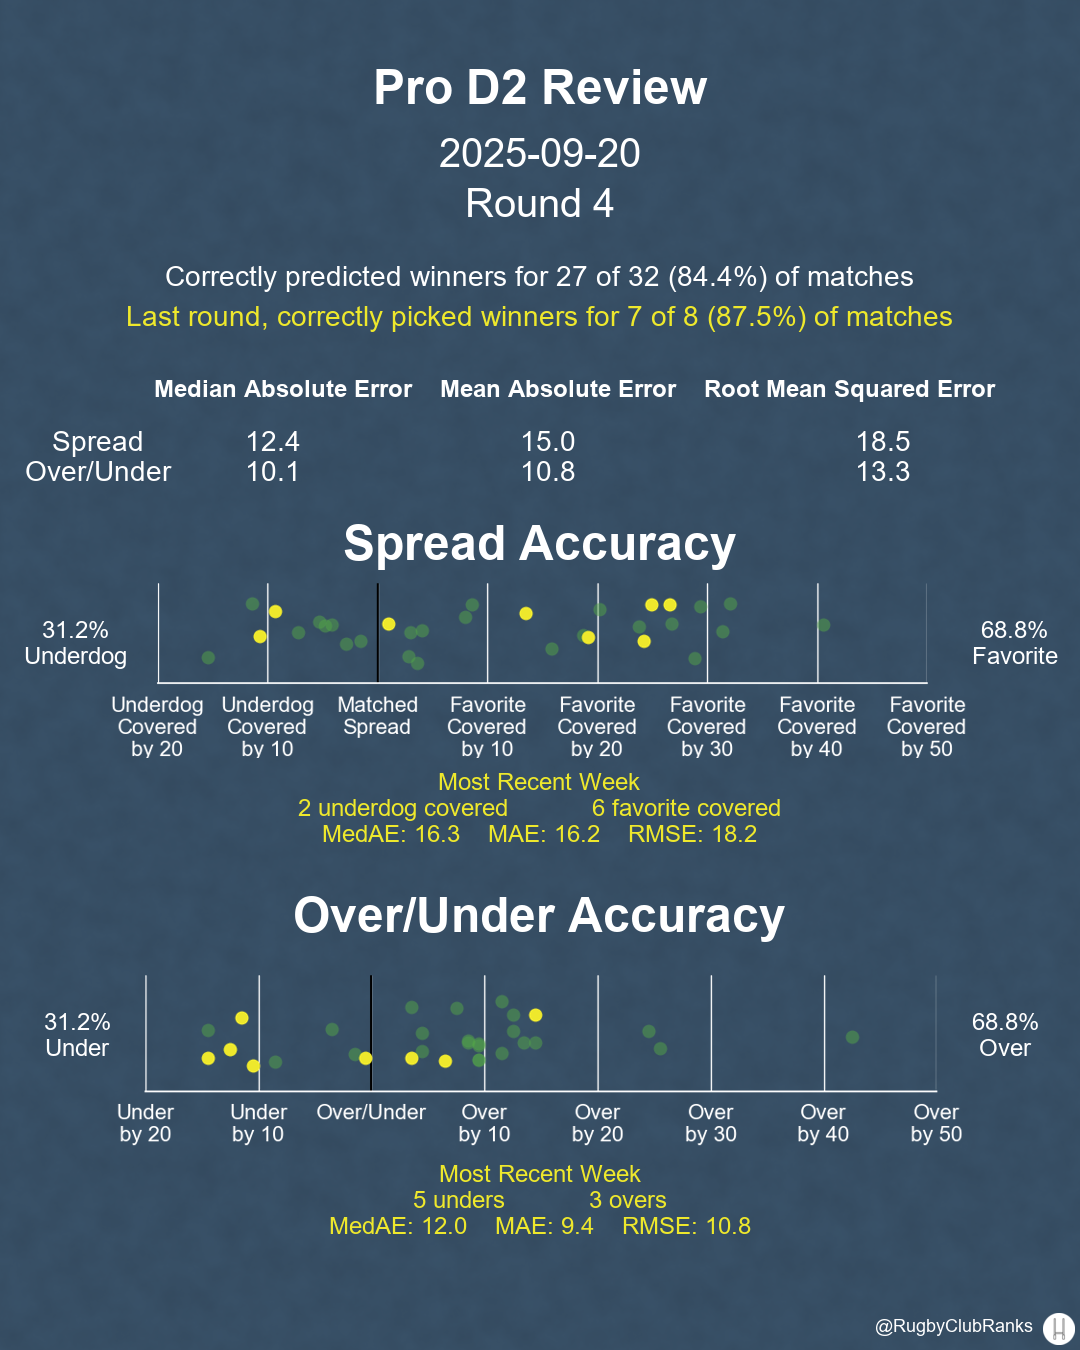 Pro D2 Review
2025-09-20
Round 4
Correctly predicted winners for 27 of 32 (84.4%) of matches
Last round, correctly picked winners for 7 of 8 (87.5%) of matches
Median Absolute Error Mean Absolute Error Root Mean Squared Error
Spread 12.4 15.0 18.5
Over/Under 10.1 10.8 13.3
Spread Accuracy
31.2%
Underdog
68.8%
Favorite
Underdog Covered by 20
Underdog Covered by 10
Matched Spread
Favorite Covered by 10
Favorite Covered by 20
Favorite Covered by 30
Favorite Covered by 40
Favorite Covered by 50
Most Recent Week
2 underdog covered 6 favorite covered
MedAE: 16.3 MAE: 16.2 RMSE: 18.2
Over/Under Accuracy
31.2%
Under
68.8%
Over
Under by 20
Under by 10
Over/Under
Over by 10
Over by 20
Over by 30
Over by 40
Over by 50
Most Recent Week
5 unders 3 overs
MedAE: 12.0 MAE: 9.4 RMSE: 10.8
@RugbyClubRanks